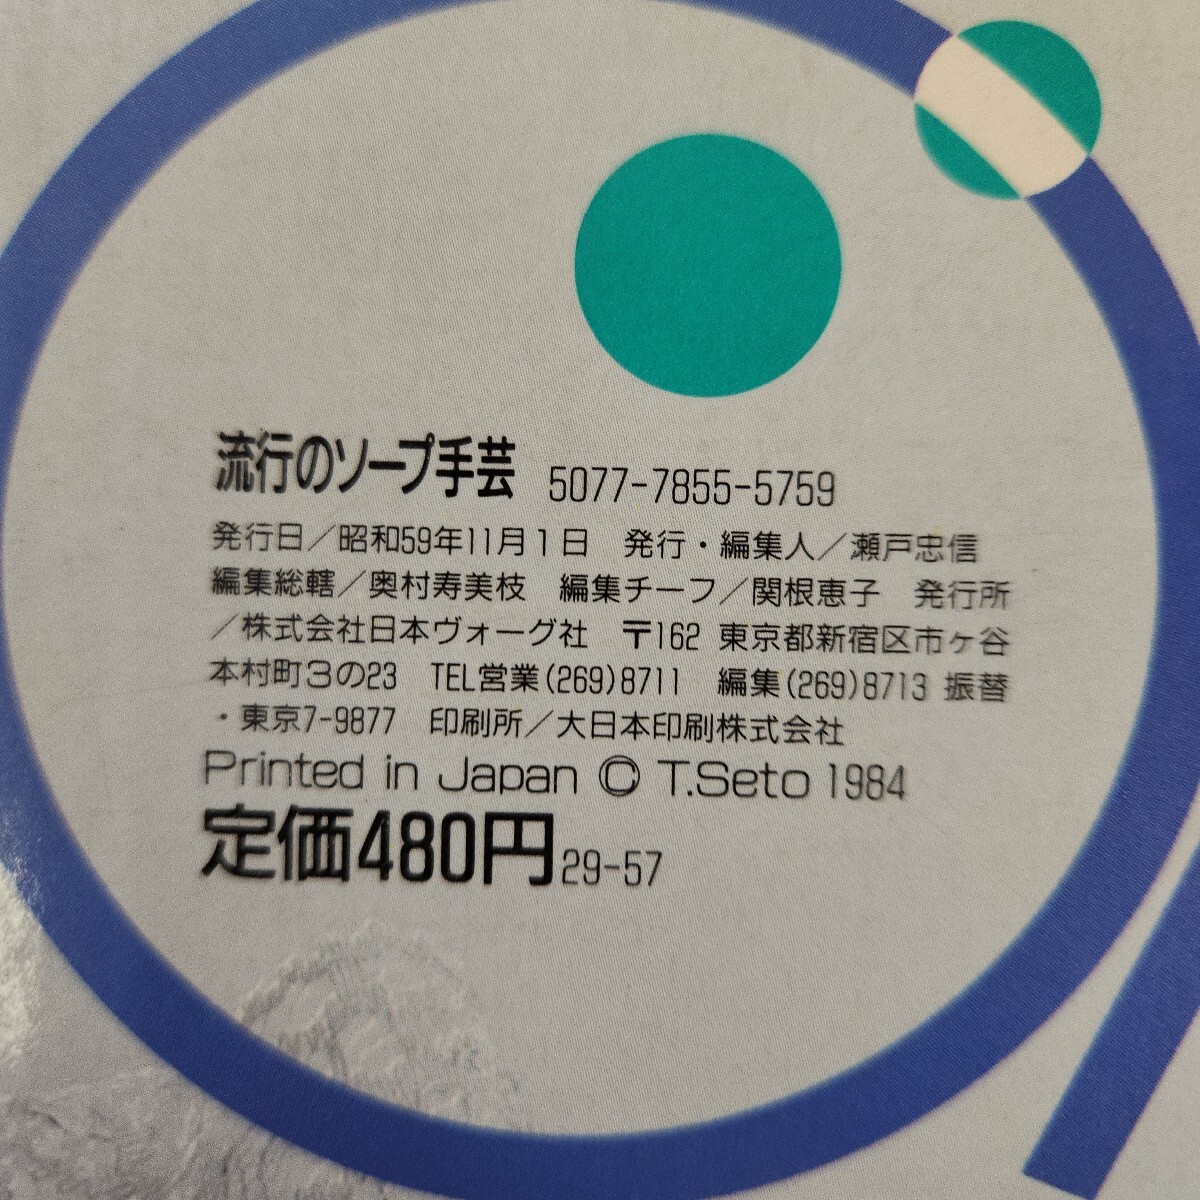 流行のソープ手芸 5077-7855-5759
発行日／昭和59年11月1日　発行・編集人／瀬戸忠信
編集総轄／奥村寿美枝　編集チーフ／関根恵子　発行所
／株式会社日本ヴォーグ社　〒162 東京都新宿区市ヶ谷
本村町3の23　TEL営業(269)8711　編集(269)8713 振替
・東京7-9877　印刷所／大日本印刷株式会社
Printed in Japan © T.Seto 1984
定価480円 29-57